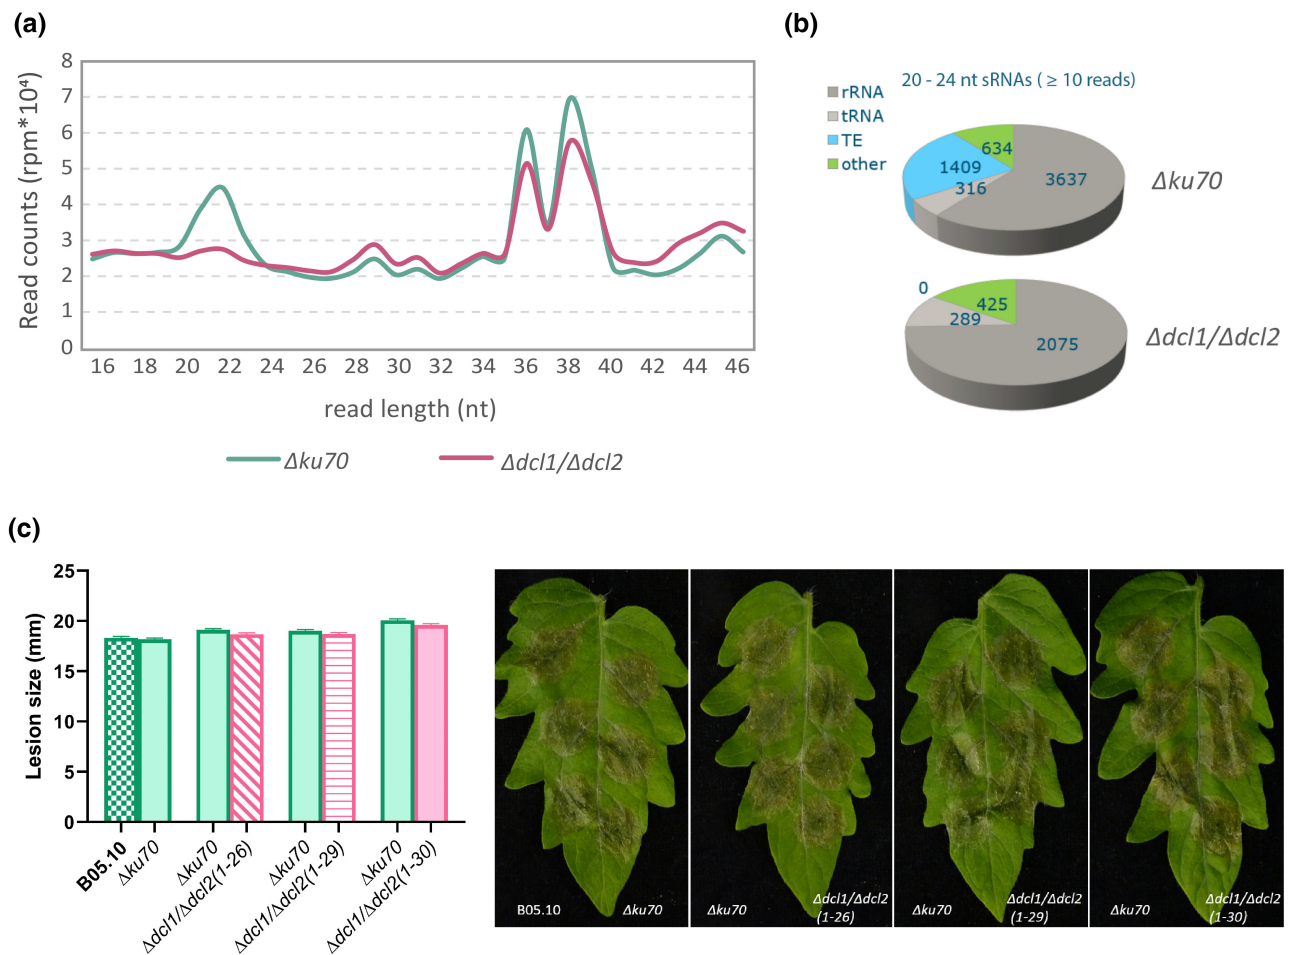 (a)
Read counts (rpm*10⁴)
8
7
6
5
4
3
2
1
0
16 18 20 22 24 26 28 30 32 34 36 38 40 42 44 46
read length (nt)
Δku70
Δdcl1/Δdcl2
(b)
20 - 24 nt sRNAs ( ≥ 10 reads)
rRNA
tRNA
TE
other
634
1409
316
3637
Δku70
0
425
289
2075
Δdcl1/Δdcl2
(c)
Lesion size (mm)
25
20
15
10
5
0
B05.10
Δku70
Δku70
Δdcl1/Δdcl2(1-26)
Δku70
Δdcl1/Δdcl2(1-29)
Δku70
Δdcl1/Δdcl2(1-30)
B05.10
Δku70
Δku70
Δdcl1/Δdcl2
(1-26)
Δku70
Δdcl1/Δdcl2
(1-29)
Δku70
Δdcl1/Δdcl2
(1-30)